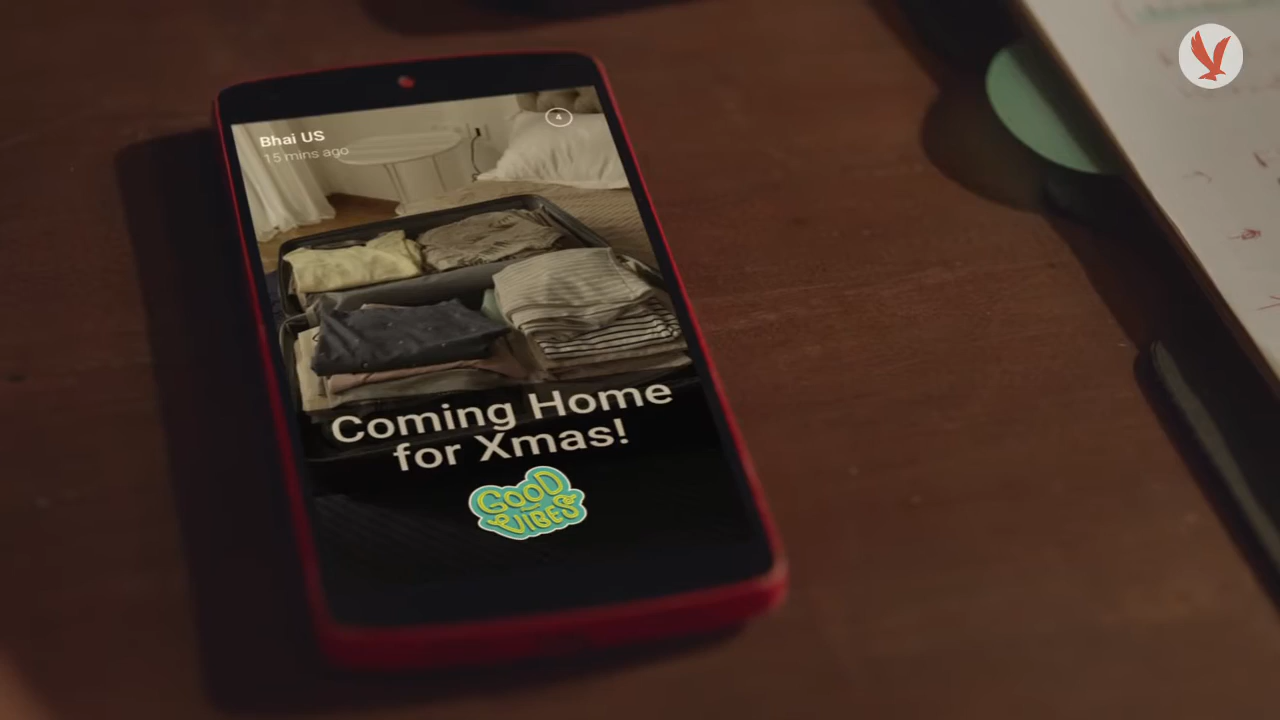 Bhai US
4
15 mins ago
Coming Home
for Xmas!
GOOD
VIBES